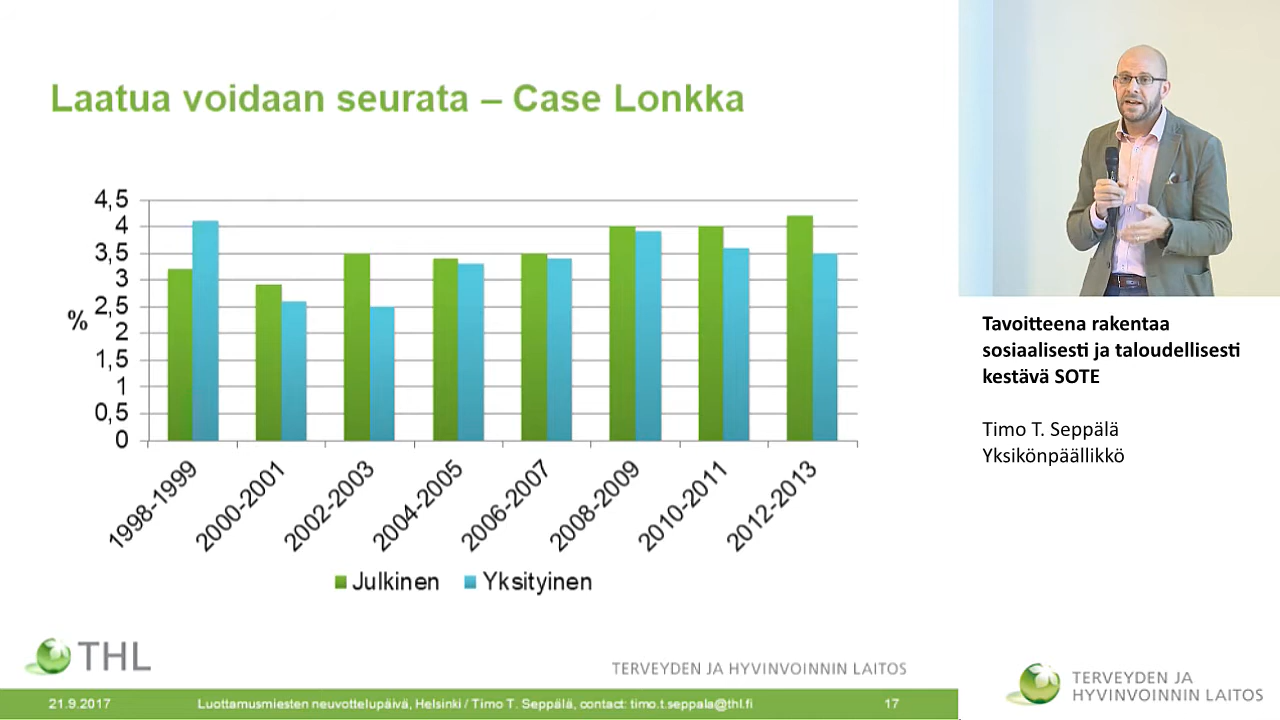 Laatua voidaan seurata – Case Lonkka
4,5
4
3,5
3
2,5
2
1,5
1
0,5
0
%
1998-1999
2000-2001
2002-2003
2004-2005
2006-2007
2008-2009
2010-2011
2012-2013
Julkinen
Yksityinen
THL
TERVEYDEN JA HYVINVOINNIN LAITOS
21.9.2017
Luottamusmiesten neuvottelupäivä, Helsinki / Timo T. Seppälä, contact: timo.t.seppala@thl.fi
17
Tavoitteena rakentaa
sosiaalisesti ja taloudellisesti
kestävä SOTE
Timo T. Seppälä
Yksikönpäällikkö
TERVEYDEN JA
HYVINVOINNIN LAITOS